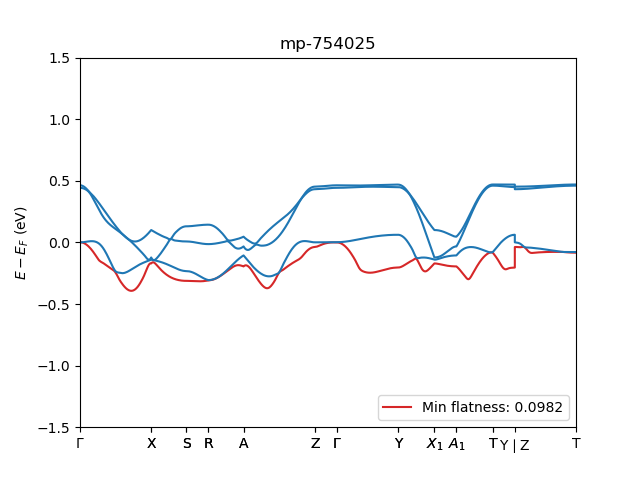 mp-754025
1.5
1.0
0.5
0.0
−0.5
−1.0
−1.5
E − E_F (eV)
Min flatness: 0.0982
Γ X S R A Z Γ Y X₁ A₁ T Y | Z T